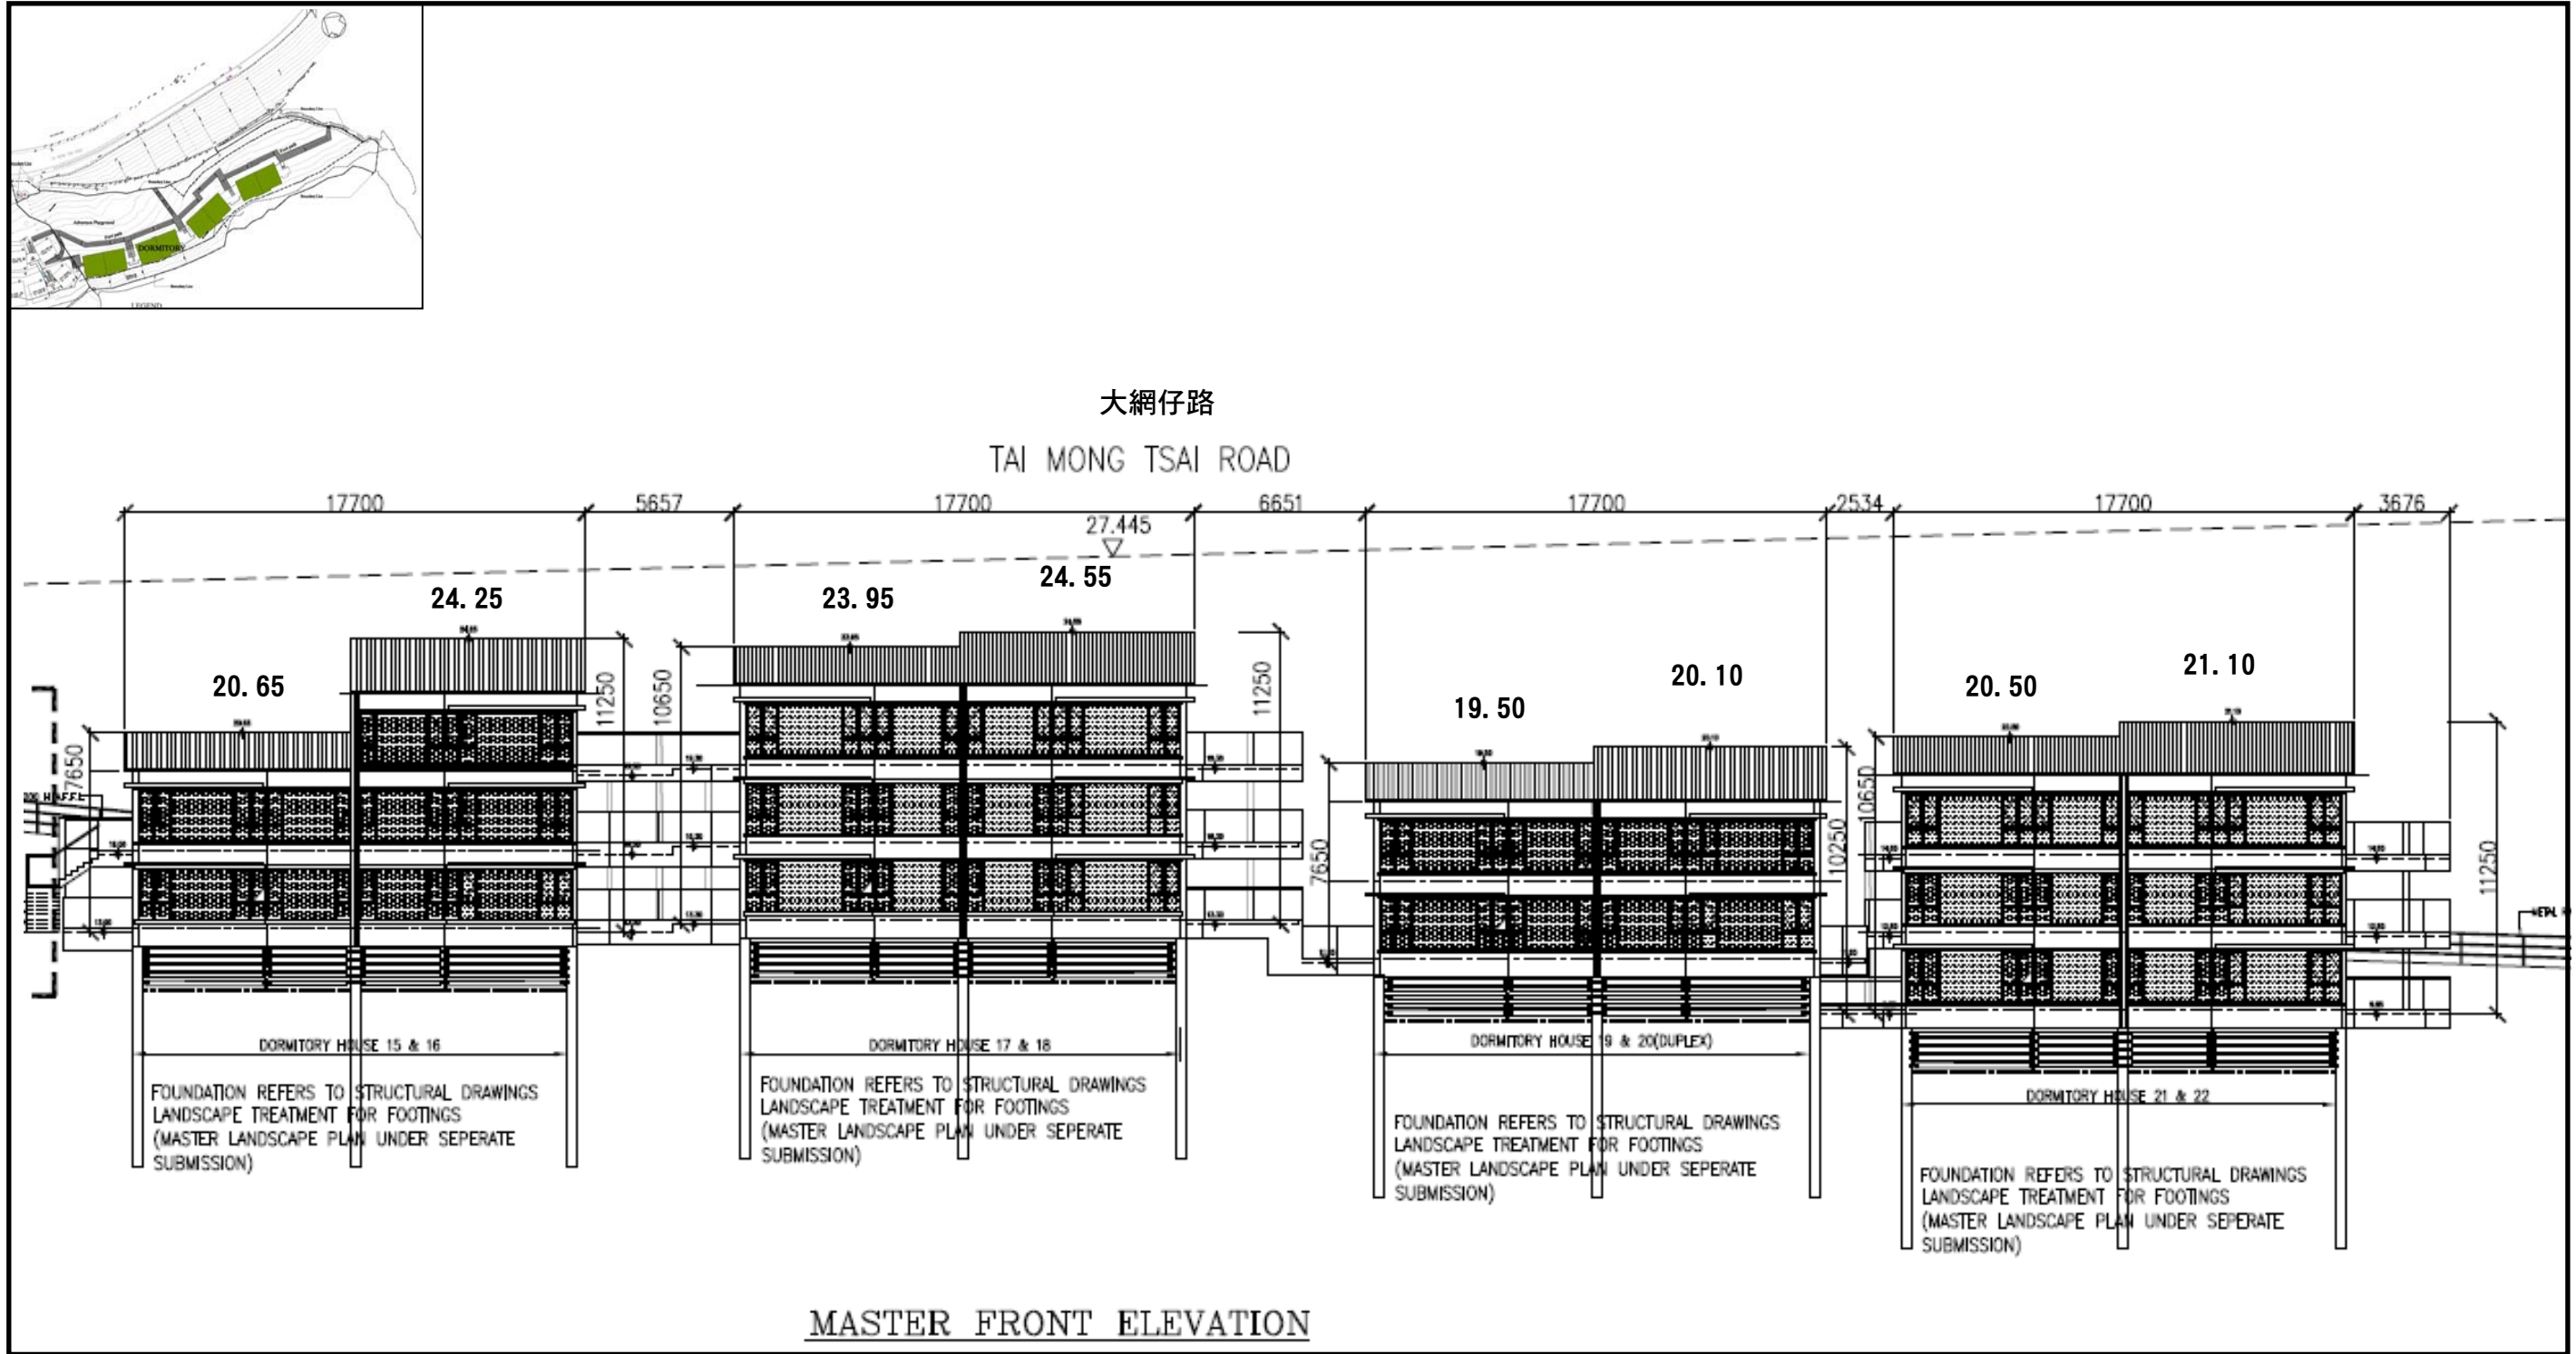 Adventure Playground
DORMITORY
LEGEND
大網仔路
TAI MONG TSAI ROAD
17700
5657
17700
6651
17700
2534
17700
3676
27.445
24.25
23.95
24.55
20.65
19.50
20.10
20.50
21.10
7650
11250
10650
11250
7650
10250
10650
11250
DORMITORY HOUSE 15 & 16
FOUNDATION REFERS TO STRUCTURAL DRAWINGS
LANDSCAPE TREATMENT FOR FOOTINGS
(MASTER LANDSCAPE PLAN UNDER SEPERATE
SUBMISSION)
DORMITORY HOUSE 17 & 18
FOUNDATION REFERS TO STRUCTURAL DRAWINGS
LANDSCAPE TREATMENT FOR FOOTINGS
(MASTER LANDSCAPE PLAN UNDER SEPERATE
SUBMISSION)
DORMITORY HOUSE 19 & 20(DUPLEX)
FOUNDATION REFERS TO STRUCTURAL DRAWINGS
LANDSCAPE TREATMENT FOR FOOTINGS
(MASTER LANDSCAPE PLAN UNDER SEPERATE
SUBMISSION)
DORMITORY HOUSE 21 & 22
FOUNDATION REFERS TO STRUCTURAL DRAWINGS
LANDSCAPE TREATMENT FOR FOOTINGS
(MASTER LANDSCAPE PLAN UNDER SEPERATE
SUBMISSION)
MASTER FRONT ELEVATION